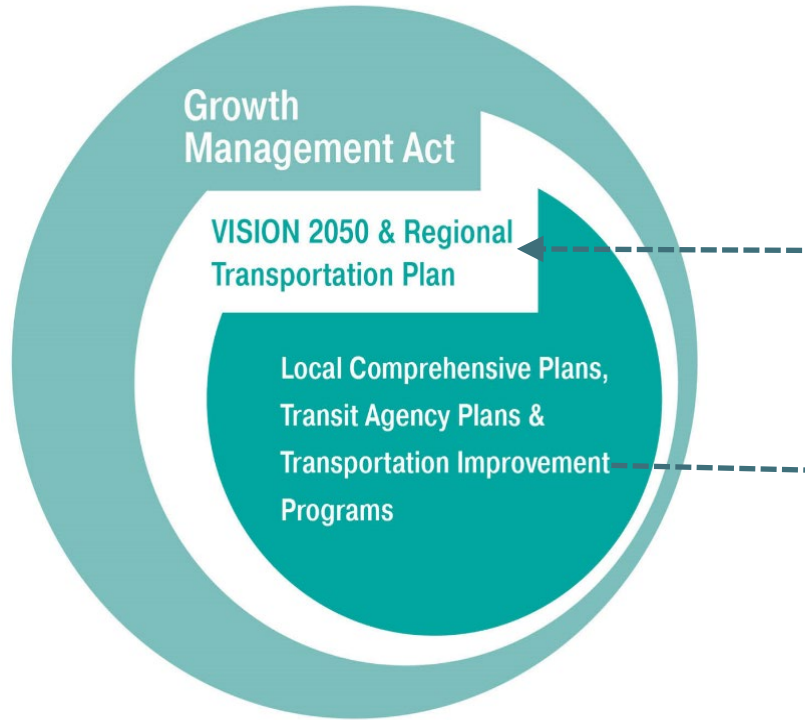 Growth
Management Act
VISION 2050 & Regional
Transportation Plan
Local Comprehensive Plans,
Transit Agency Plans &
Transportation Improvement
Programs